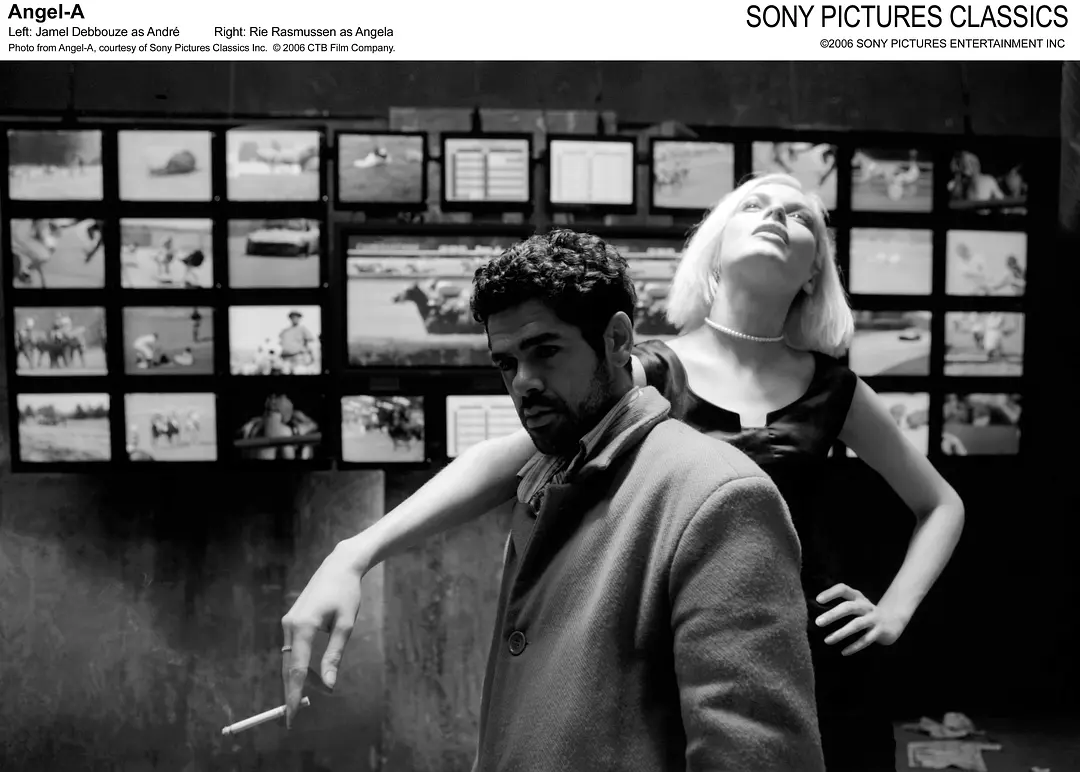 Angel-A
SONY PICTURES CLASSICS
Left: Jamel Debbouze as André Right: Rie Rasmussen as Angela
Photo from Angel-A, courtesy of Sony Pictures Classics Inc. © 2006 CTB Film Company.
©2006 SONY PICTURES ENTERTAINMENT INC